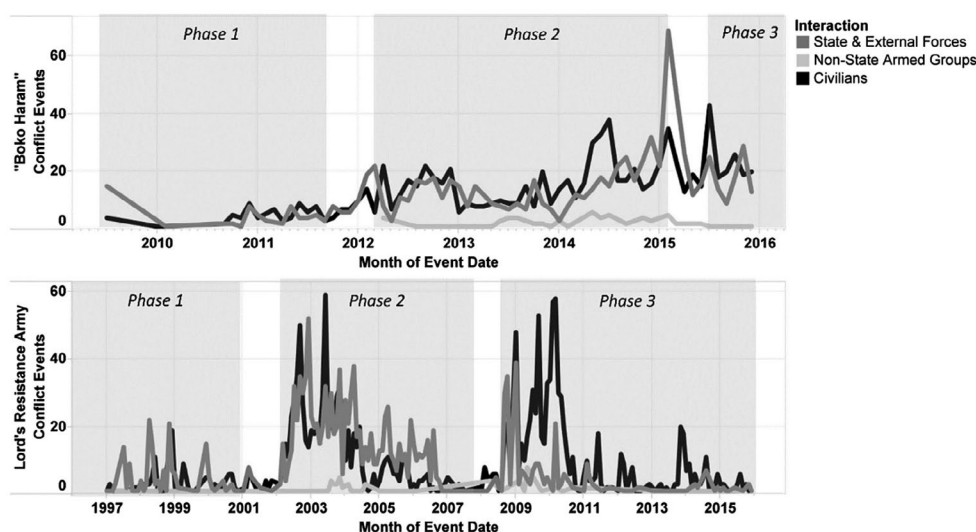 Phase 1
Phase 2
Phase 3
60
40
20
0
"Boko Haram"
Conflict Events
2010
2011
2012
2013
2014
2015
2016
Month of Event Date
Interaction
State & External Forces
Non-State Armed Groups
Civilians
Phase 1
Phase 2
Phase 3
60
40
20
0
Lord's Resistance Army
Conflict Events
1997
1999
2001
2003
2005
2007
2009
2011
2013
2015
Month of Event Date